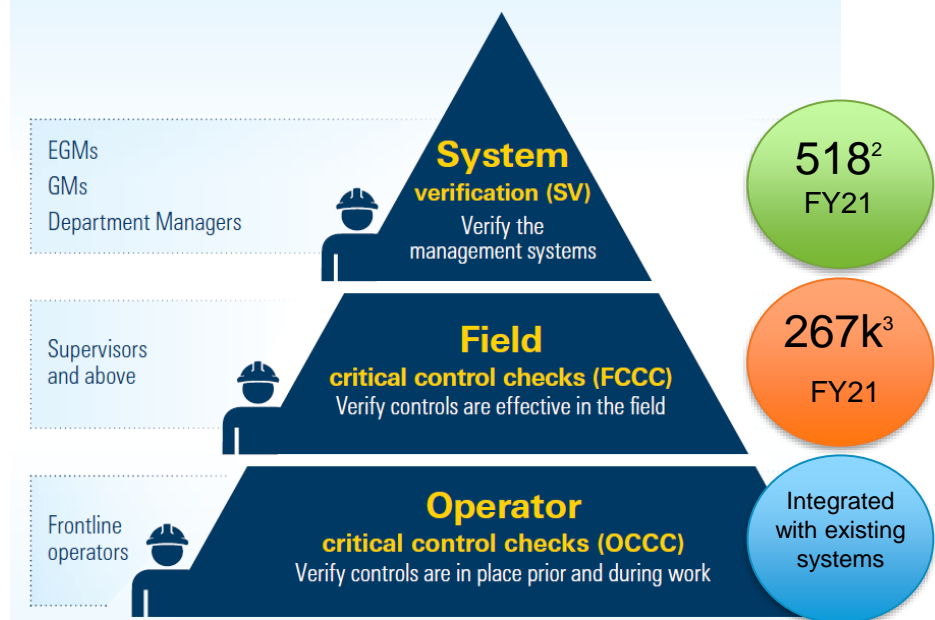 EGMs
GMs
Department Managers
System
verification (SV)
Verify the
management systems
518²
FY21
Supervisors
and above
Field
critical control checks (FCCC)
Verify controls are effective in the field
267k³
FY21
Frontline
operators
Operator
critical control checks (OCCC)
Verify controls are in place prior and during work
Integrated
with existing
systems